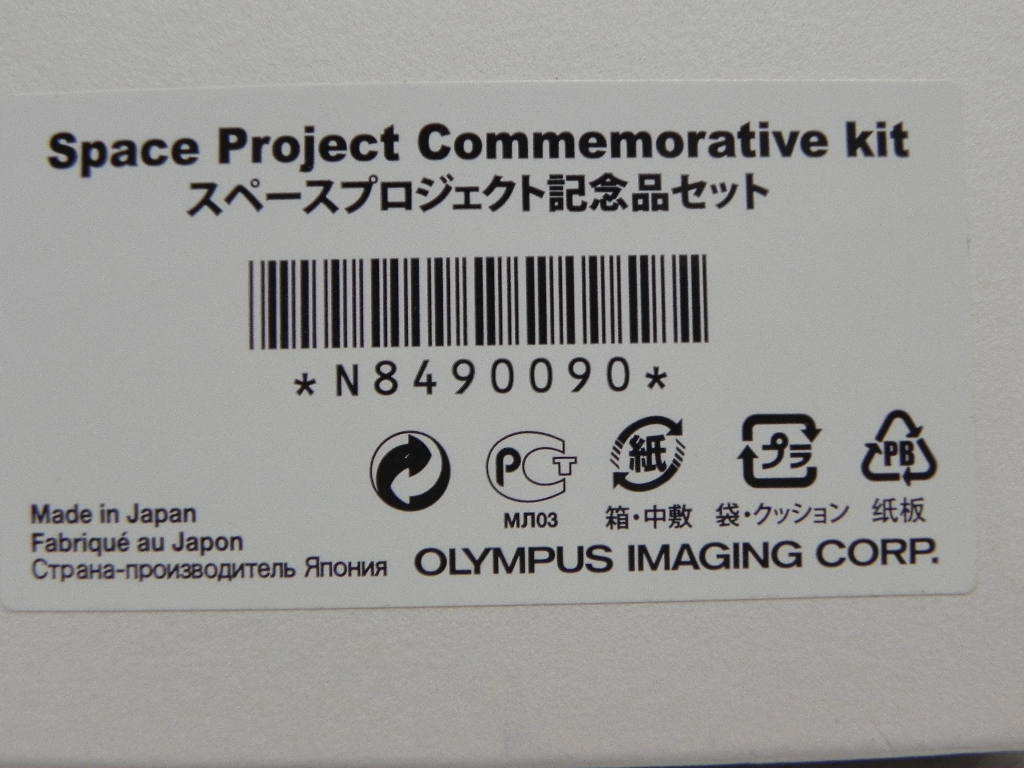 Space Project Commemorative kit
スペースプロジェクト記念品セット
*N8490090*
紙 プラ PB
РСТ
МЛ03 箱・中敷 袋・クッション 纸板
Made in Japan
Fabriqué au Japon
Страна-производитель Япония
OLYMPUS IMAGING CORP.